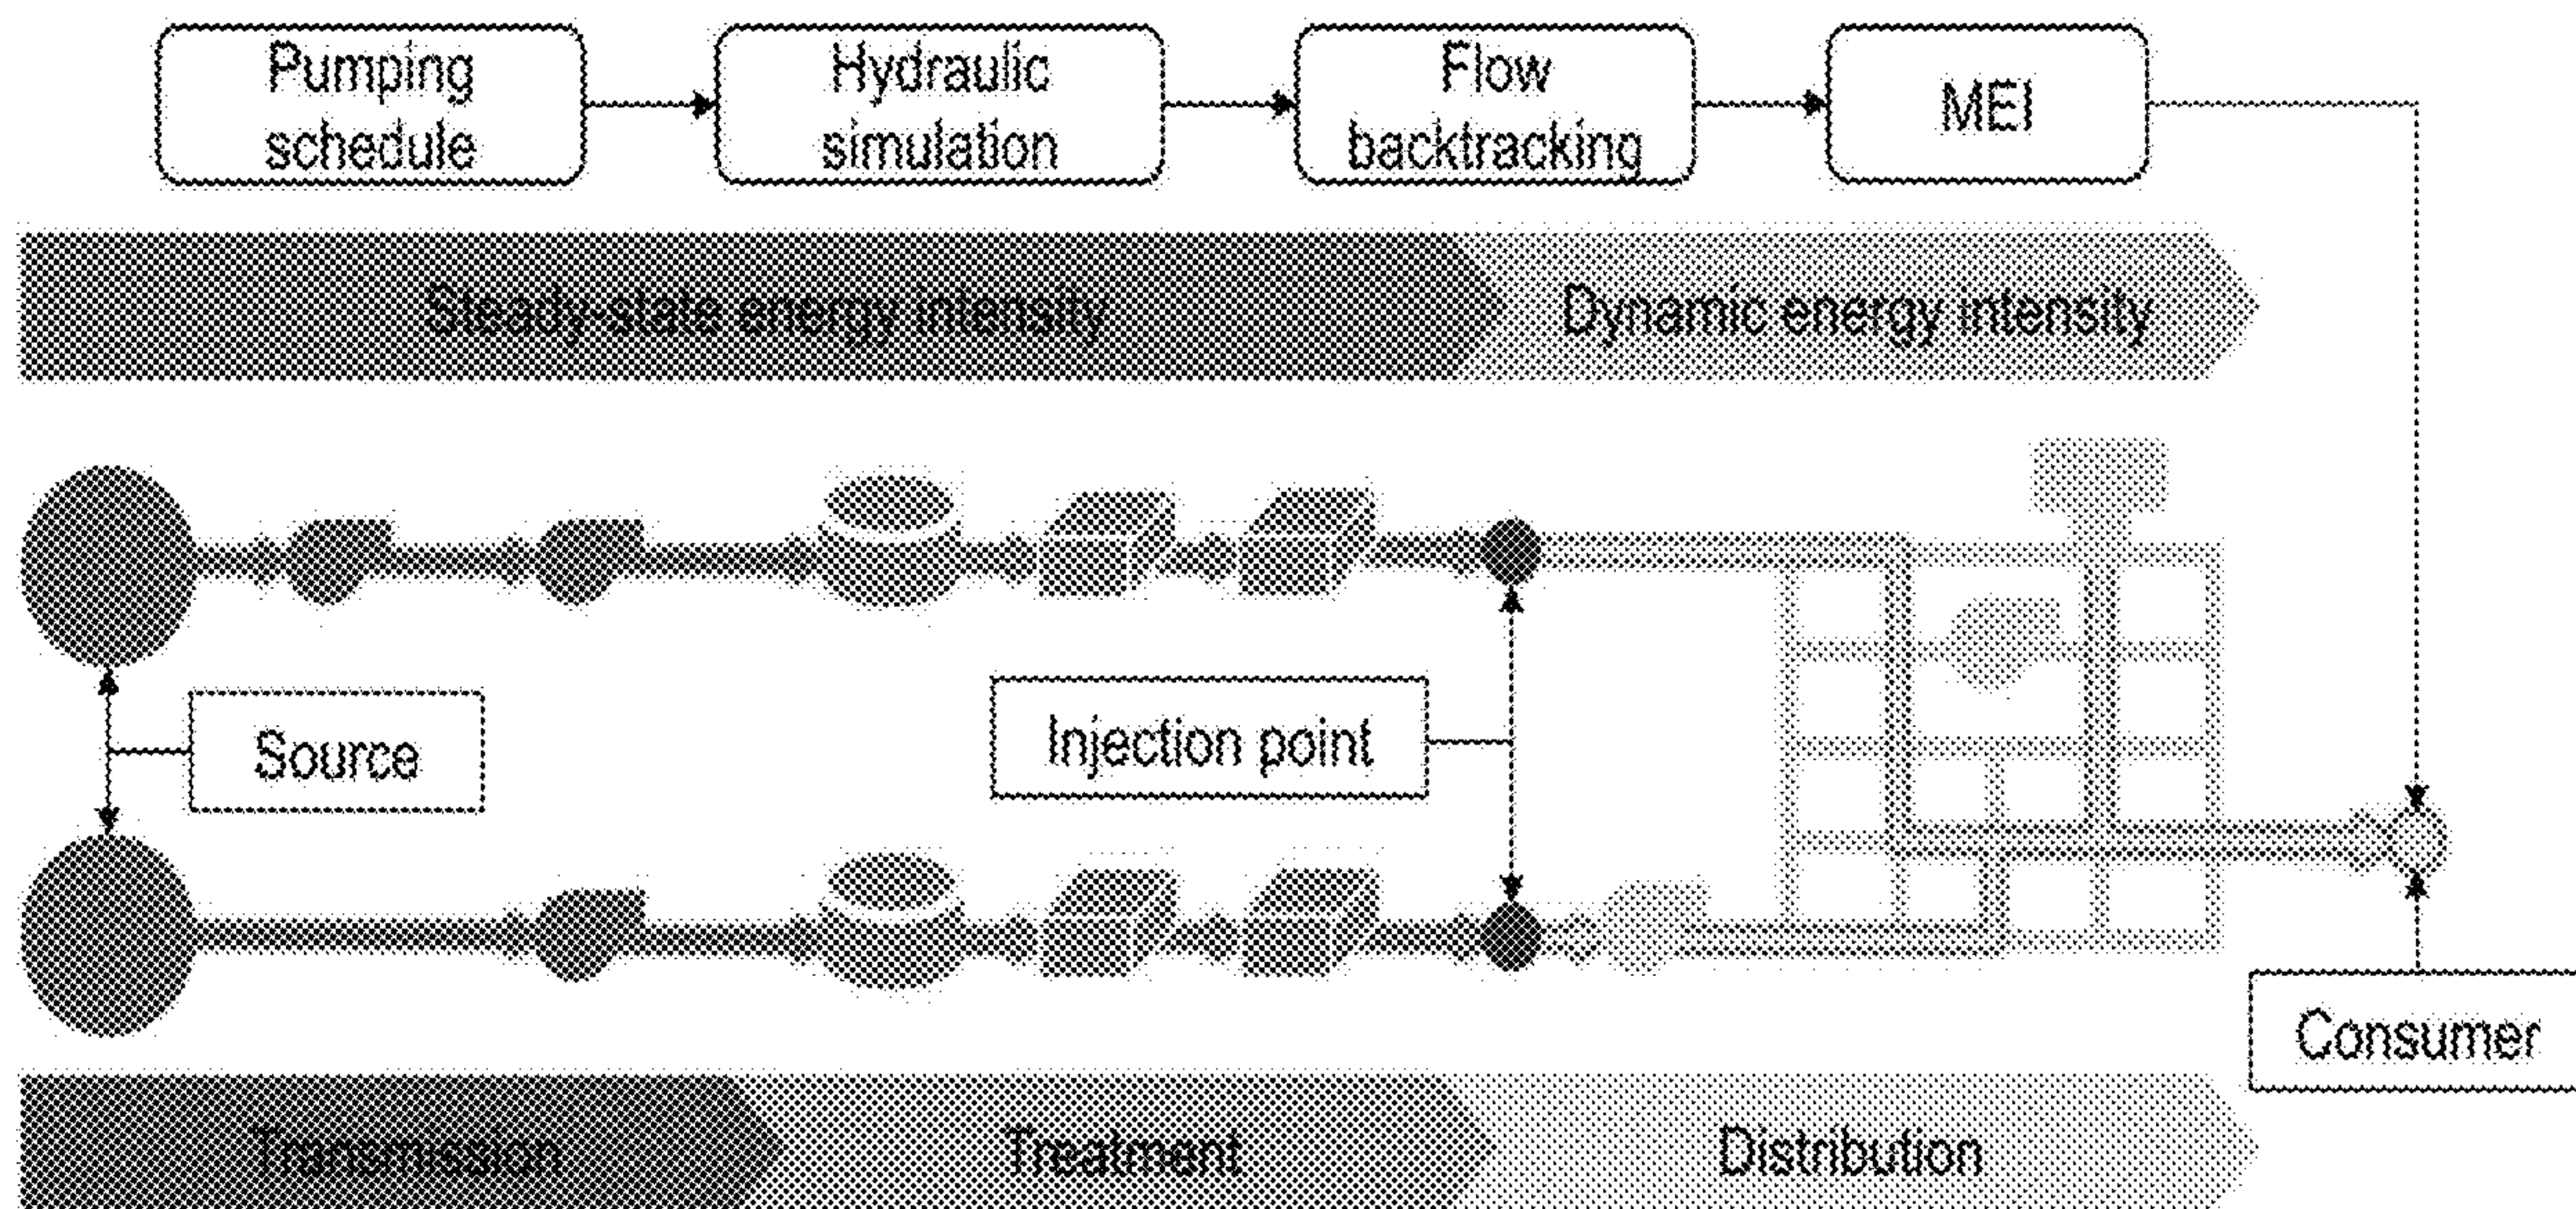 Pumping
schedule
Hydraulic
simulation
Flow
backtracking
MEI
Steady-state energy intensity
Dynamic energy intensity
Source
Injection point
Consumer
Transmission
Treatment
Distribution